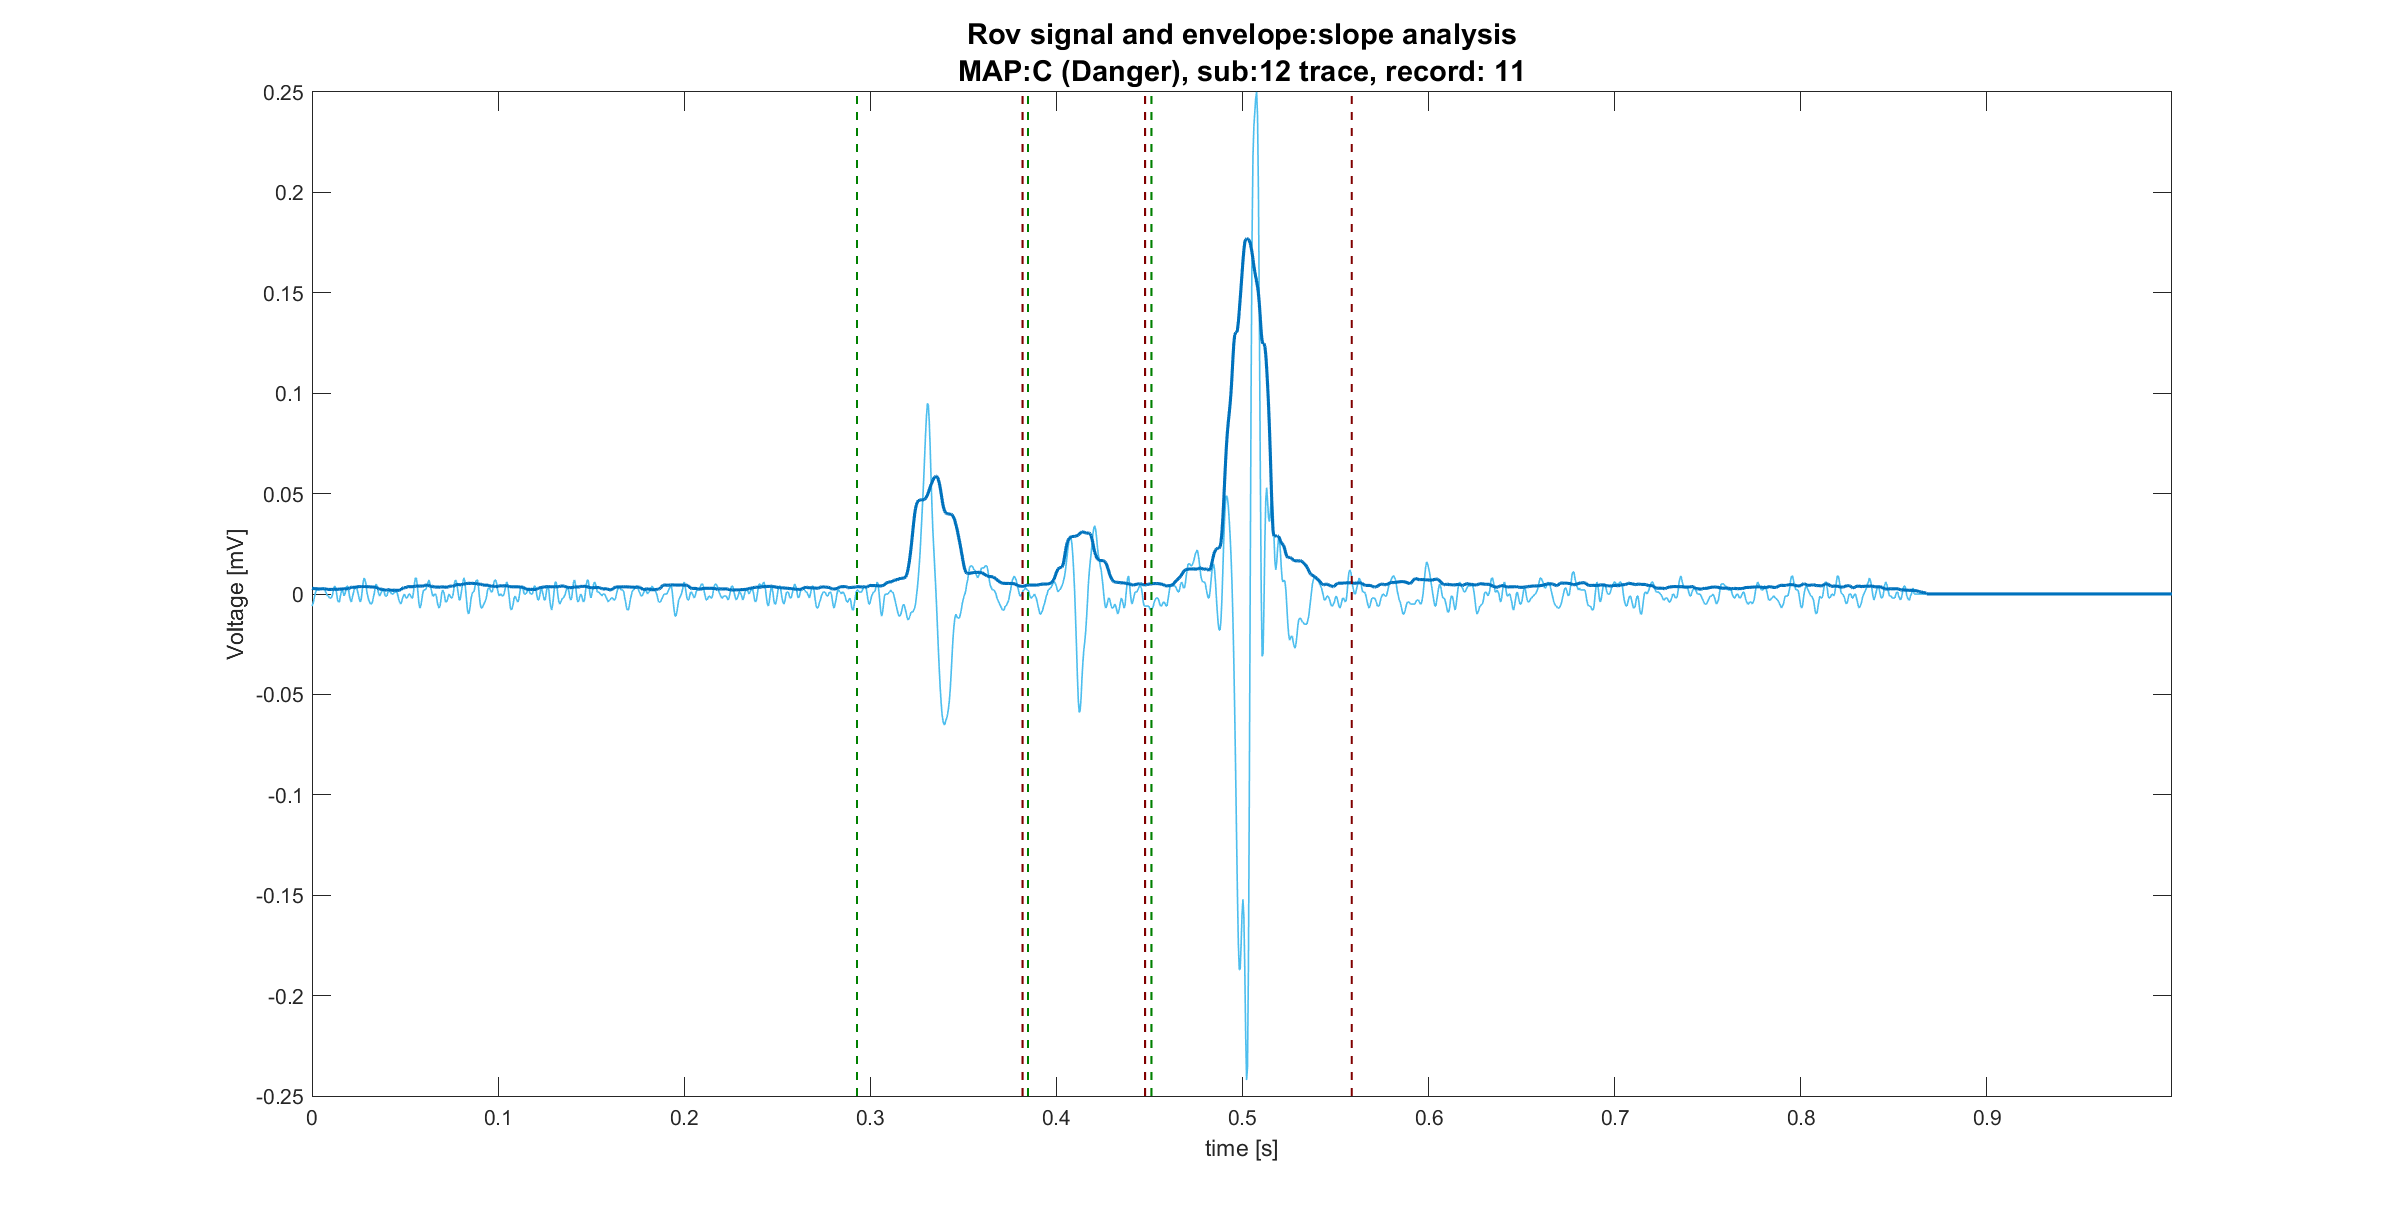 Rov signal and envelope:slope analysis
MAP:C (Danger), sub:12 trace, record: 11
0.25
0.2
0.15
0.1
0.05
0
-0.05
-0.1
-0.15
-0.2
-0.25
Voltage [mV]
0 0.1 0.2 0.3 0.4 0.5 0.6 0.7 0.8 0.9
time [s]